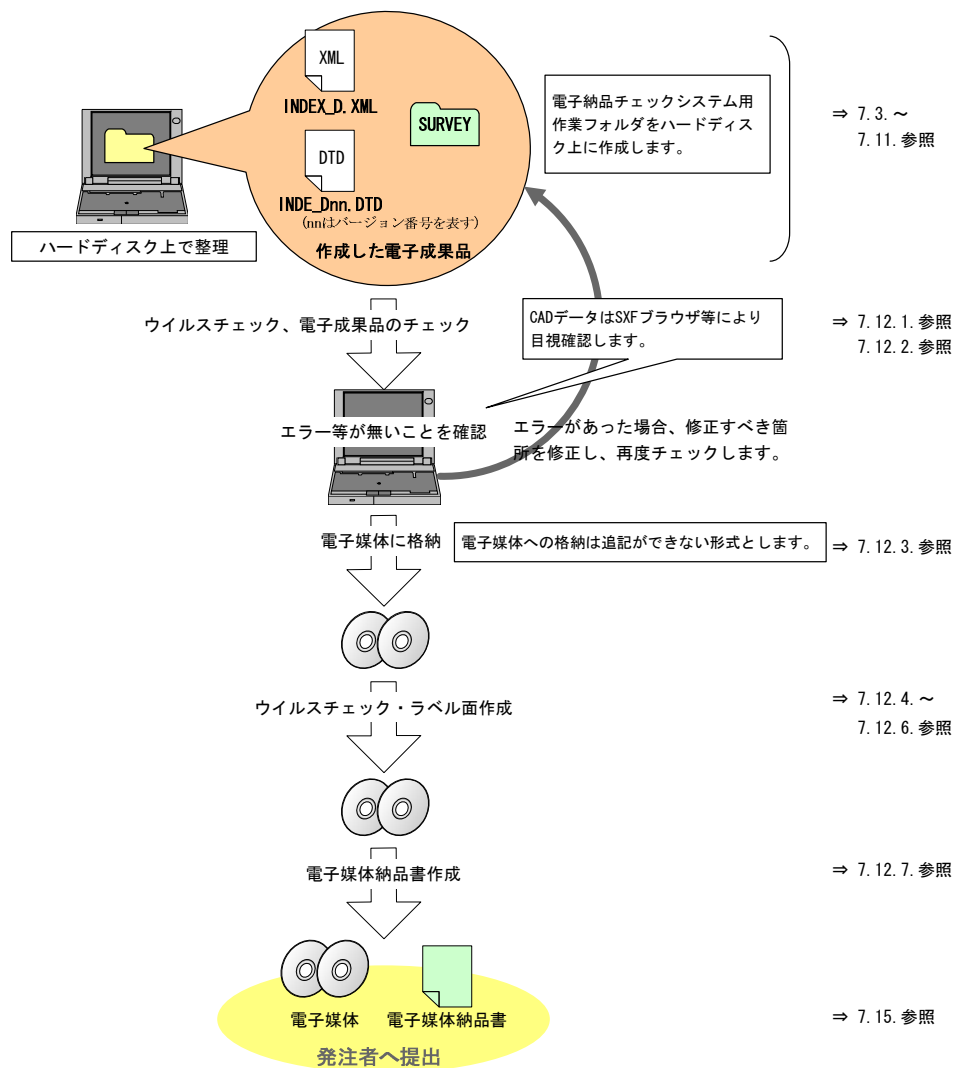 XML
INDEX_D.XML
SURVEY
DTD
INDE_Dnn.DTD
(nnはバージョン番号を表す)
作成した電子成果品
ハードディスク上で整理
電子納品チェックシステム用
作業フォルダをハードディス
ク上に作成します。
⇒ 7.3.～
7.11.参照
ウイルスチェック、電子成果品のチェック
CADデータはSXFブラウザ等により
目視確認します。
⇒ 7.12.1.参照
7.12.2.参照
エラー等が無いことを確認
エラーがあった場合、修正すべき箇
所を修正し、再度チェックします。
電子媒体に格納
電子媒体への格納は追記ができない形式とします。
⇒ 7.12.3.参照
ウイルスチェック・ラベル面作成
⇒ 7.12.4.～
7.12.6.参照
電子媒体納品書作成
⇒ 7.12.7.参照
電子媒体
電子媒体納品書
⇒ 7.15.参照
発注者へ提出